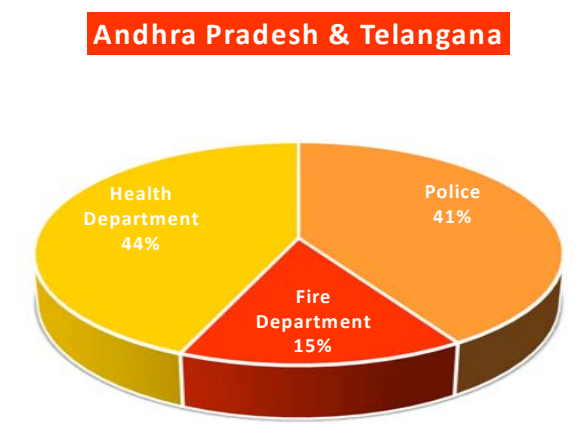 Andhra Pradesh & Telangana
Health
Department
44%
Police
41%
Fire
Department
15%